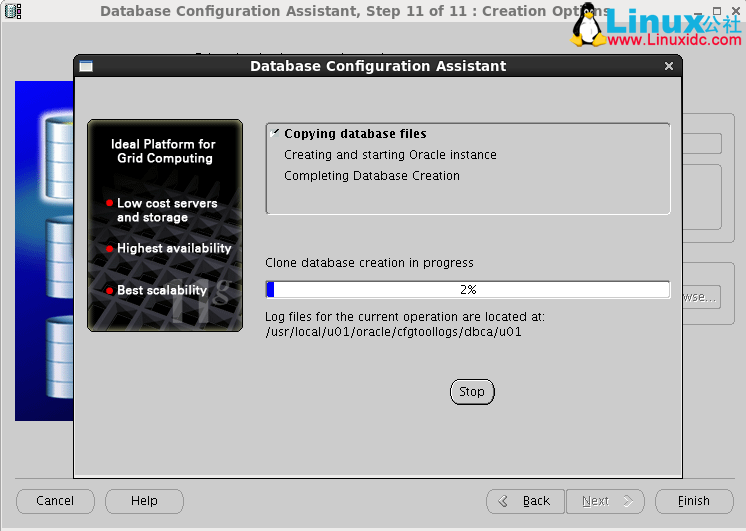 Database Configuration Assistant, Step 11 of 11 : Creation Options
Linux公社
www.Linuxidc.com
Database Configuration Assistant
Ideal Platform for
Grid Computing
Low cost servers
and storage
Highest availability
Best scalability
11g
Copying database files
Creating and starting Oracle instance
Completing Database Creation
Clone database creation in progress
2%
Log files for the current operation are located at:
/usr/local/u01/oracle/cfgtoollogs/dbca/u01
Stop
wse...
Cancel
Help
Back
Next
Finish